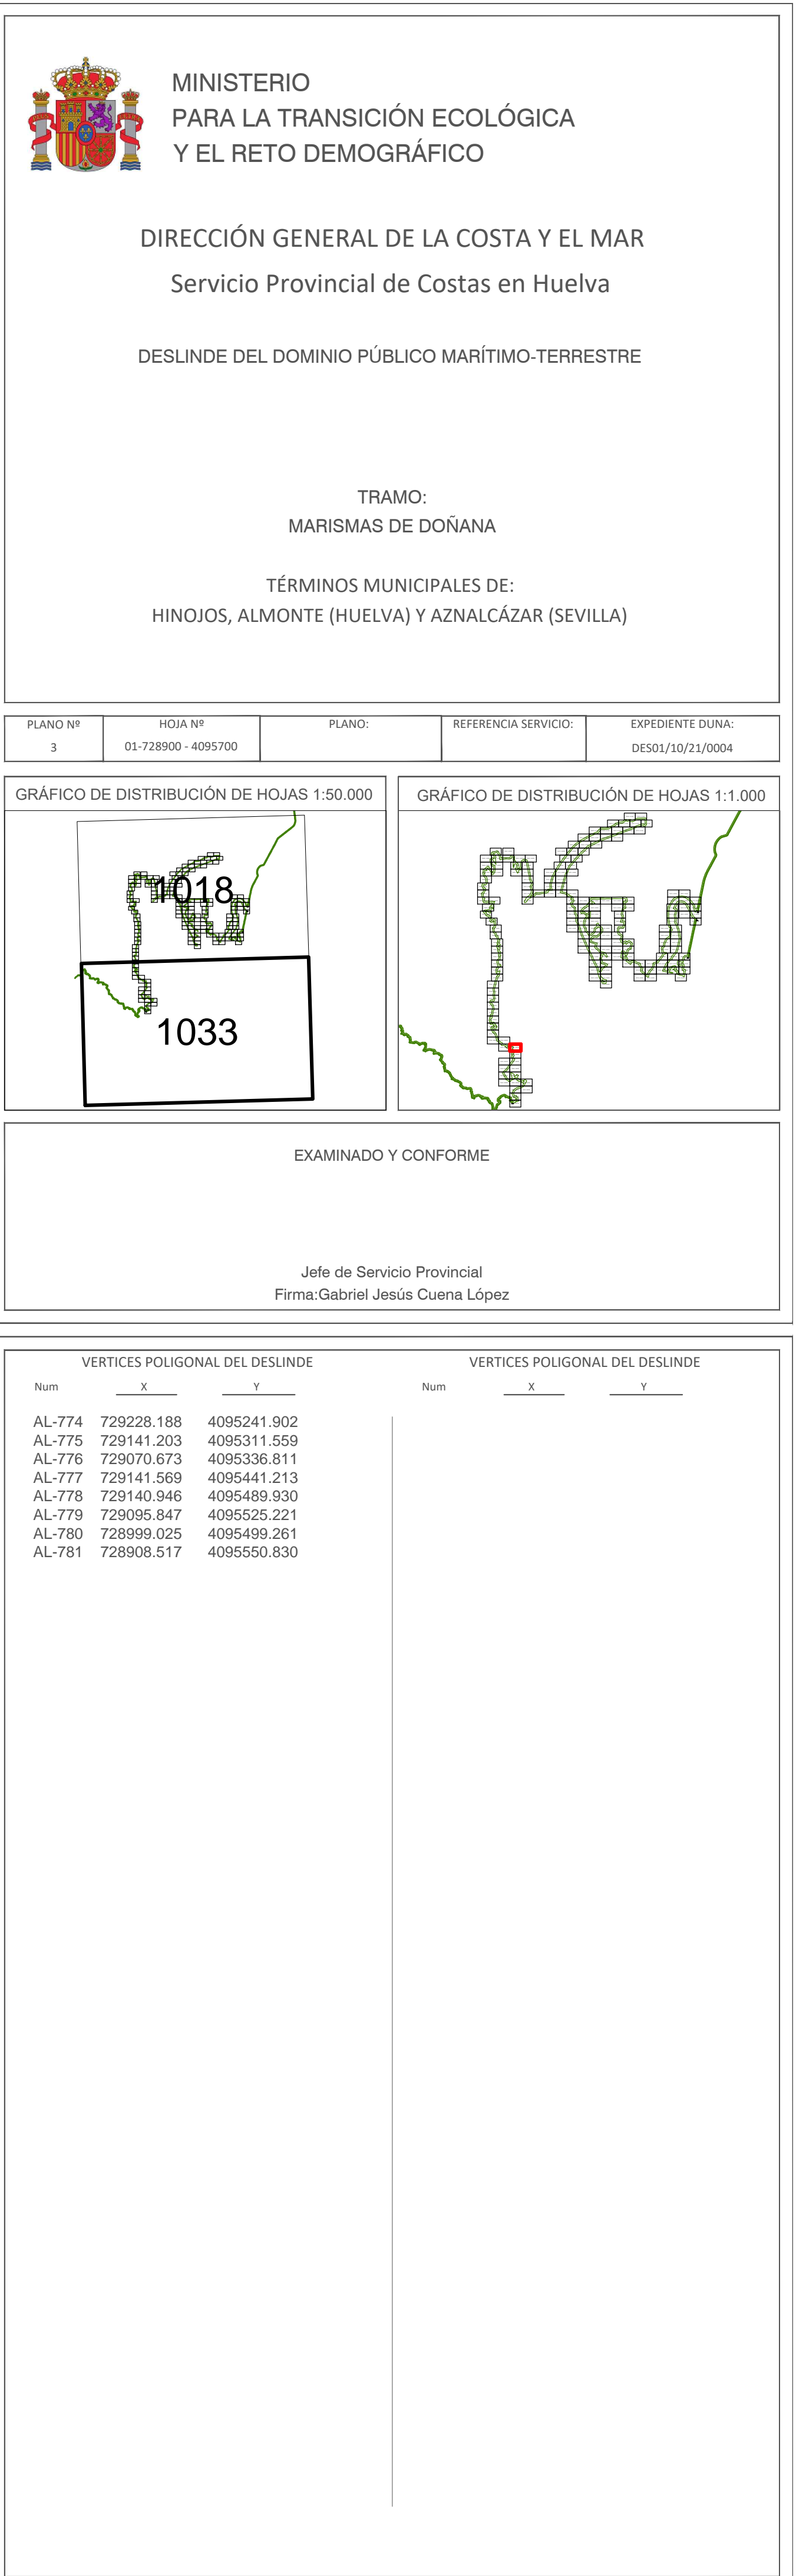 MINISTERIO
PARA LA TRANSICIÓN ECOLÓGICA
Y EL RETO DEMOGRÁFICO
DIRECCIÓN GENERAL DE LA COSTA Y EL MAR
Servicio Provincial de Costas en Huelva
DESLINDE DEL DOMINIO PÚBLICO MARÍTIMO-TERRESTRE
TRAMO:
MARISMAS DE DOÑANA
TÉRMINOS MUNICIPALES DE:
HINOJOS, ALMONTE (HUELVA) Y AZNALCÁZAR (SEVILLA)
PLANO Nº
3
HOJA Nº
01-728900 - 4095700
PLANO:
REFERENCIA SERVICIO:
EXPEDIENTE DUNA:
DES01/10/21/0004
GRÁFICO DE DISTRIBUCIÓN DE HOJAS 1:50.000
1018
1033
GRÁFICO DE DISTRIBUCIÓN DE HOJAS 1:1.000
EXAMINADO Y CONFORME
Jefe de Servicio Provincial
Firma:Gabriel Jesús Cuena López
VERTICES POLIGONAL DEL DESLINDE
Num X Y
AL-774 729228.188 4095241.902
AL-775 729141.203 4095311.559
AL-776 729070.673 4095336.811
AL-777 729141.569 4095441.213
AL-778 729140.946 4095489.930
AL-779 729095.847 4095525.221
AL-780 728999.025 4095499.261
AL-781 728908.517 4095550.830
VERTICES POLIGONAL DEL DESLINDE
Num X Y